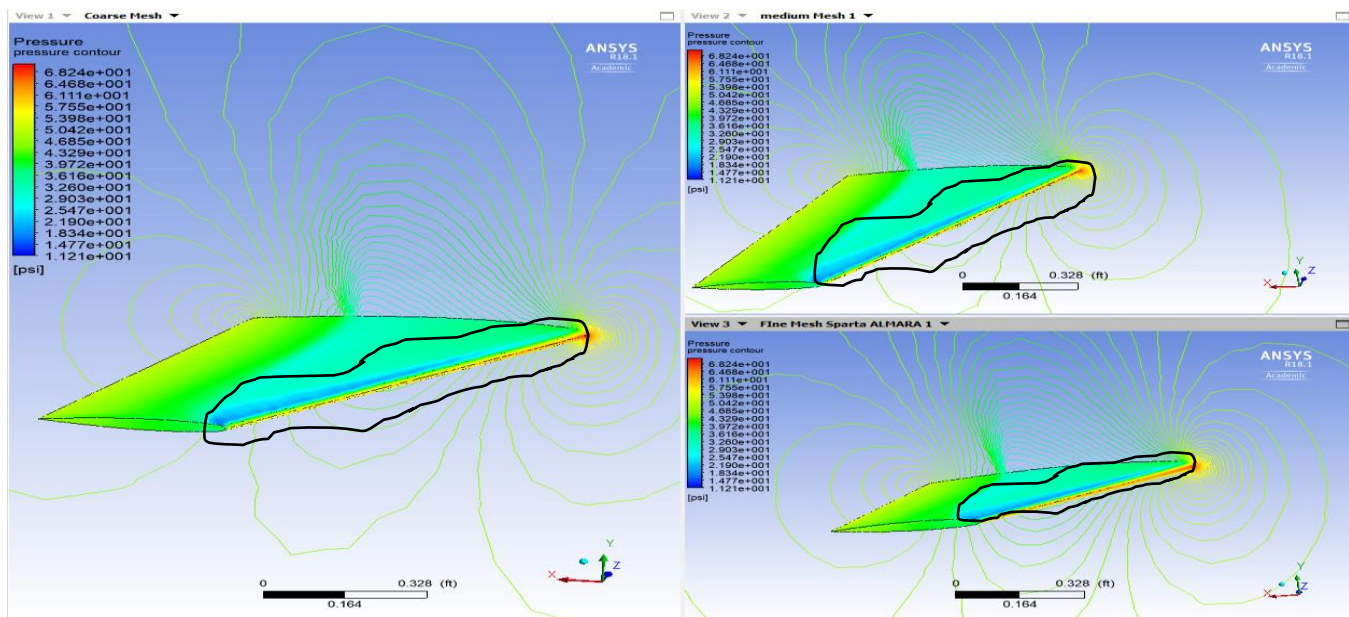 View 1 Coarse Mesh
Pressure
pressure contour
6.824e+001
6.468e+001
6.111e+001
5.755e+001
5.398e+001
5.042e+001
4.685e+001
4.329e+001
3.972e+001
3.616e+001
3.260e+001
2.903e+001
2.547e+001
2.190e+001
1.834e+001
1.477e+001
1.121e+001
[psi]
ANSYS
R18.1
Academic
Y
X
Z
0 0.328 (ft)
0.164
View 2 medium Mesh 1
Pressure
pressure contour
6.824e+001
6.468e+001
6.111e+001
5.755e+001
5.398e+001
5.042e+001
4.685e+001
4.329e+001
3.972e+001
3.616e+001
3.260e+001
2.903e+001
2.547e+001
2.190e+001
1.834e+001
1.477e+001
1.121e+001
[psi]
ANSYS
R18.1
Academic
0 0.328 (ft)
0.164
Y
Z
X
View 3 FIne Mesh Sparta ALMARA 1
Pressure
pressure contour
6.824e+001
6.468e+001
6.111e+001
5.755e+001
5.398e+001
5.042e+001
4.685e+001
4.329e+001
3.972e+001
3.616e+001
3.260e+001
2.903e+001
2.547e+001
2.190e+001
1.834e+001
1.477e+001
1.121e+001
[psi]
ANSYS
R18.1
Academic
0 0.328 (ft)
0.164
Y
Z
X